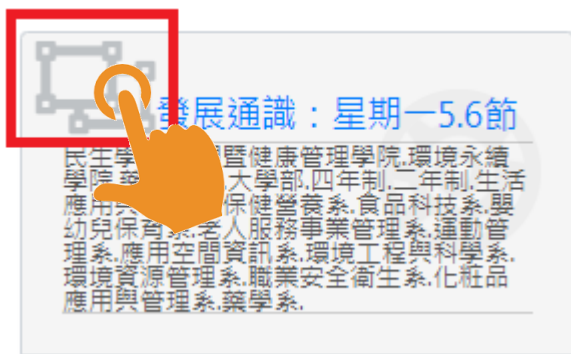 發展通識：星期一5.6節
民生學 暨健康管理學院.環境永續
學院 大學部.四年制.二年制.生活
應用與 保健營養系.食品科技系.嬰
幼兒保育系.老人服務事業管理系.運動管
理系.應用空間資訊系.環境工程與科學系.
環境資源管理系.職業安全衛生系.化粧品
應用與管理系.藥學系.